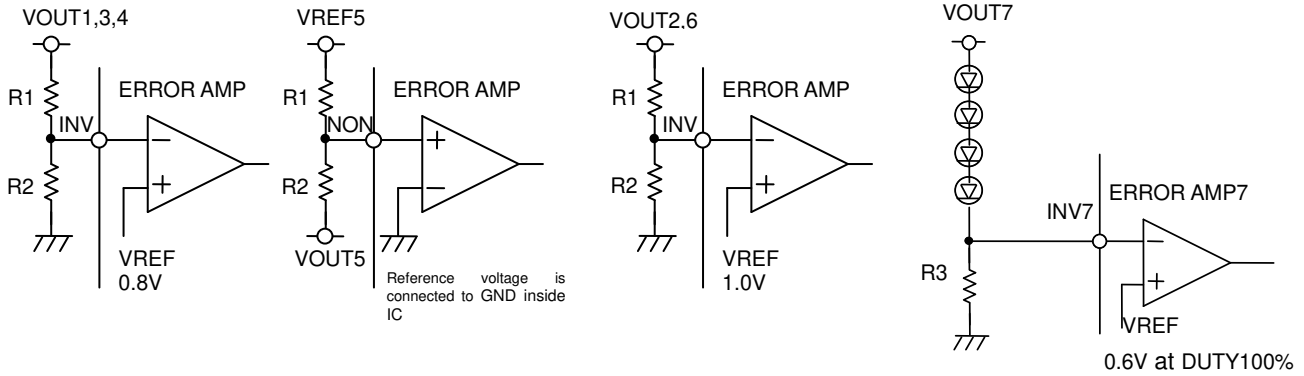 VOUT1,3,4
R1
ERROR AMP
INV
−
R2
+
VREF
0.8V
VREF5
R1
ERROR AMP
NON
+
R2
−
VOUT5
Reference voltage is
connected to GND inside
IC
VOUT2.6
R1
ERROR AMP
INV
−
R2
+
VREF
1.0V
VOUT7
ERROR AMP7
INV7
−
R3
+
VREF
0.6V at DUTY100%